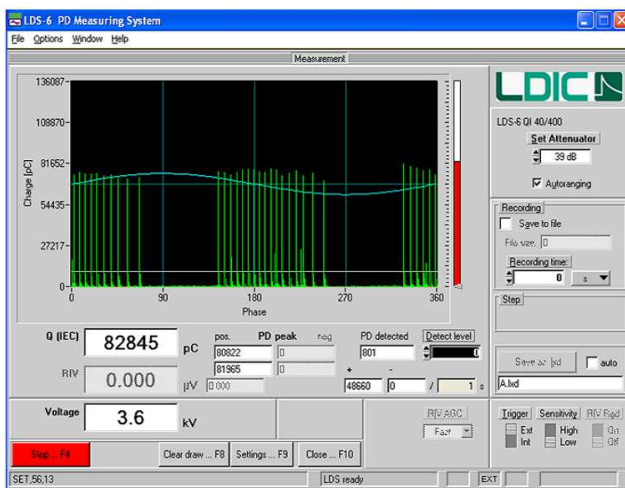 LDS-6 PD Measuring System
File Options Window Help
Measurement
136087
108870
81652
54435
27217
0
Charge [pC]
0 90 180 270 360
Phase
LDIC
LDS-6 QI 40/400
Set Attenuator
39 dB
Autoranging
Recording
Save to file
File size: 0
Recording time:
0 s
Step
Save as lxd auto
A.lxd
Q (IEC) 82845 pC
RIV 0.000 µV
pos. PD peak neg
80822 0
81965 0
0.000
PD detected Detect level
801 0
+ -
48660 0 / 1 s
Voltage 3.6 kV
RIV AGC
Fast
Trigger Sensitivity RIV Rqd
Ext High On
Int Low Off
Stop ... F4 Clear draw ... F8 Settings ... F9 Close ... F10
SET,56,13 LDS ready EXT